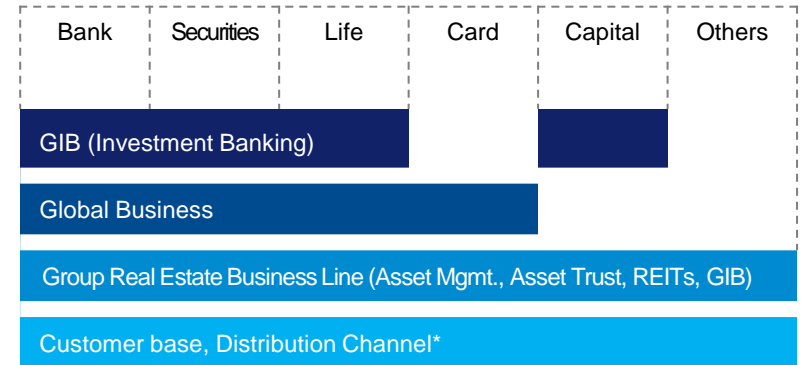 Bank Securities Life Card Capital Others
GIB (Investment Banking)
Global Business
Group Real Estate Business Line (Asset Mgmt., Asset Trust, REITs, GIB)
Customer base, Distribution Channel*